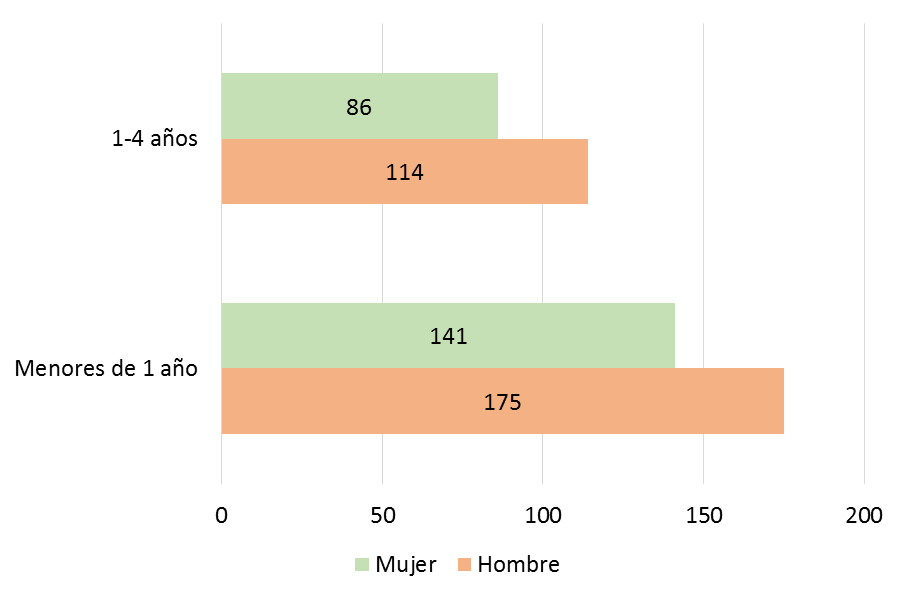 86
1-4 años
114
141
Menores de 1 año
175
0 50 100 150 200
Mujer Hombre